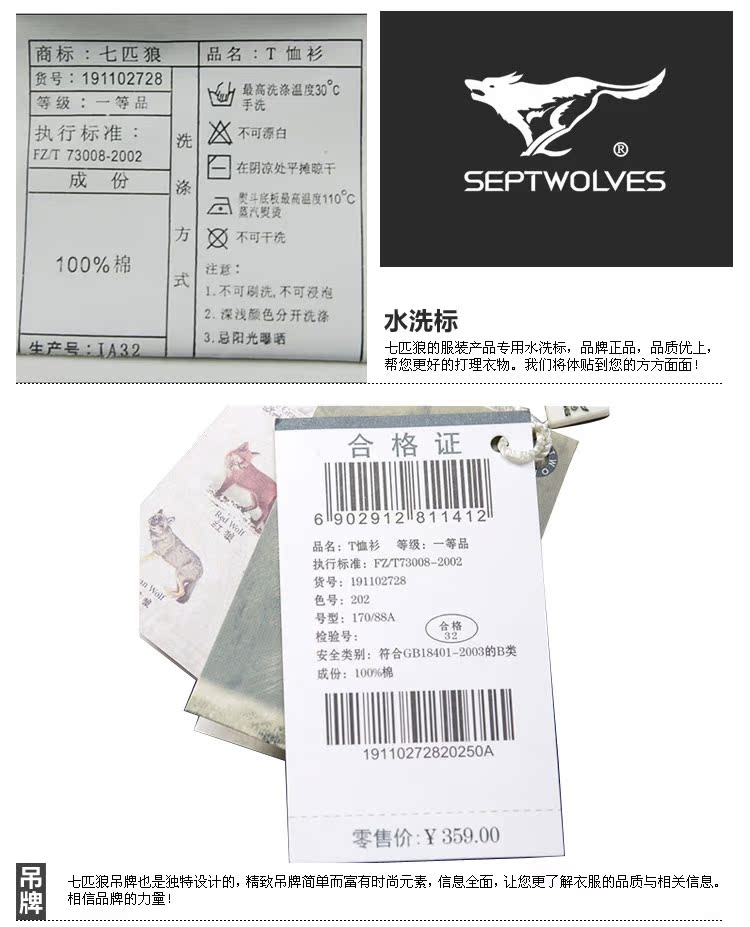 商标：七匹狼
货号：191102728
等级：一等品
执行标准：
FZ/T 73008-2002
成 份
100%棉
生产号：IA32
洗涤方式
品名：T 恤衫
最高洗涤温度30°C
手洗
不可漂白
在阴凉处平摊晾干
熨斗底板最高温度110°C
蒸汽熨烫
不可干洗
注意：
1.不可刷洗,不可浸泡
2.深浅颜色分开洗涤
3.忌阳光曝晒
®
SEPTWOLVES
水洗标
七匹狼的服装产品专用水洗标，品牌正品，品质优上，
帮您更好的打理衣物。我们将体贴到您的方方面面！
Red Wolf
红狼
an Wolf
WO
合格证
6 902912 811412
品名：T恤衫 等级：一等品
执行标准：FZ/T73008-2002
货号：191102728
色号：202
号型：170/88A
检验号：
合格
32
安全类别：符合GB18401-2003的B类
成份：100%棉
19110272820250A
零售价:¥ 359.00
吊牌
七匹狼吊牌也是独特设计的，精致吊牌简单而富有时尚元素，信息全面，让您更了解衣服的品质与相关信息。
相信品牌的力量！